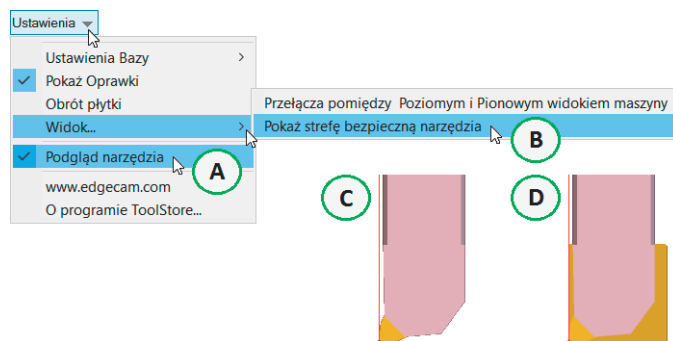 Ustawienia
Ustawienia Bazy
Pokaż Oprawki
Obrót płytki
Widok...
Podgląd narzędzia
www.edgecam.com
O programie ToolStore...
Przełącza pomiędzy Poziomym i Pionowym widokiem maszyny
Pokaż strefę bezpieczną narzędzia
A
B
C
D